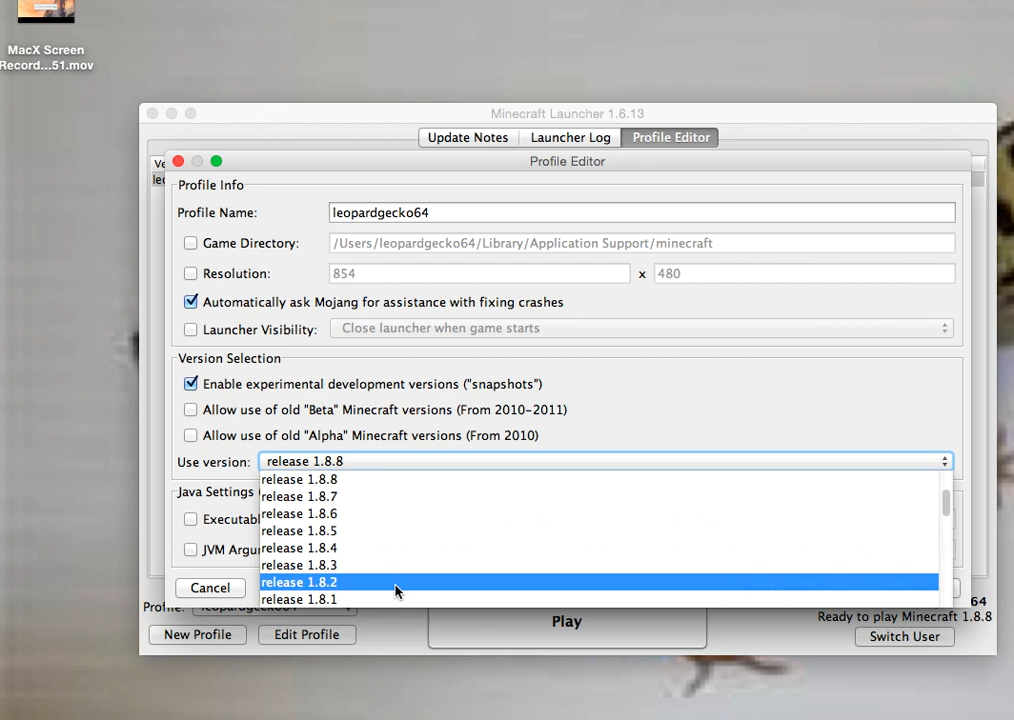 MacX Screen
Record...51.mov
Minecraft Launcher 1.6.13
Update Notes Launcher Log Profile Editor
Profile Editor
Profile Info
Profile Name: leopardgecko64
Game Directory: /Users/leopardgecko64/Library/Application Support/minecraft
Resolution: 854 x 480
Automatically ask Mojang for assistance with fixing crashes
Launcher Visibility: Close launcher when game starts
Version Selection
Enable experimental development versions ("snapshots")
Allow use of old "Beta" Minecraft versions (From 2010-2011)
Allow use of old "Alpha" Minecraft versions (From 2010)
Use version: release 1.8.8
release 1.8.8
Java Settings
release 1.8.7
release 1.8.6
Executabl
release 1.8.5
release 1.8.4
JVM Argu
release 1.8.3
release 1.8.2
Cancel
release 1.8.1
Profile: leopardgecko64
64
Ready to play Minecraft 1.8.8
New Profile Edit Profile Play Switch User